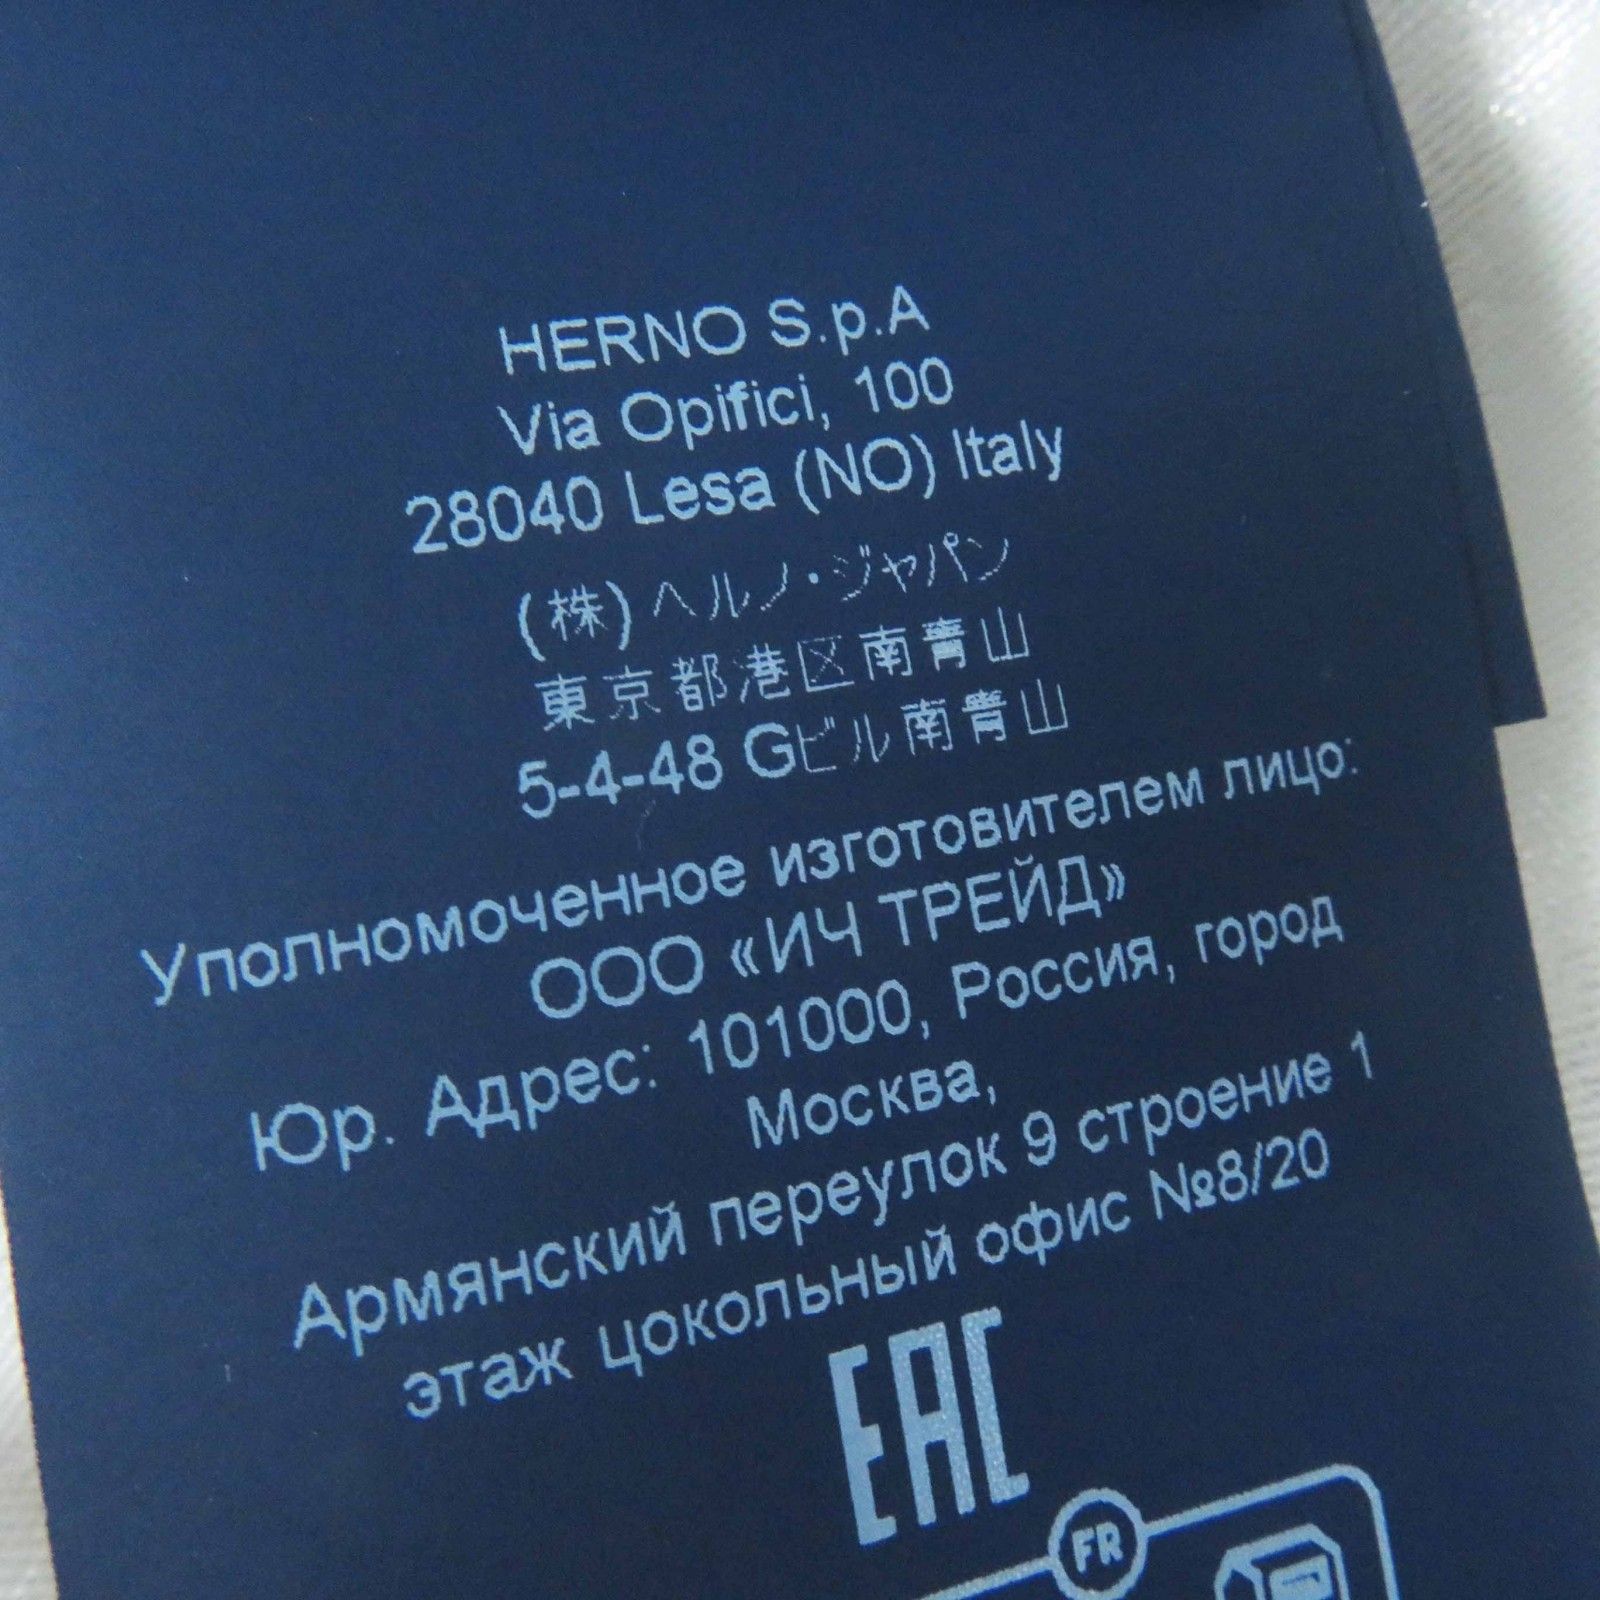 HERNO S.p.A
Via Opifici, 100
28040 Lesa (NO) Italy
(株) ヘルノ・ジャパン
東京都港区南青山
5-4-48 Gビル南青山
Уполномоченное изготовителем лицо:
ООО «ИЧ ТРЕЙД»
Юр. Адрес: 101000, Россия, город
Москва,
Армянский переулок 9 строение 1
этаж цокольный офис №8/20
EAC
FR